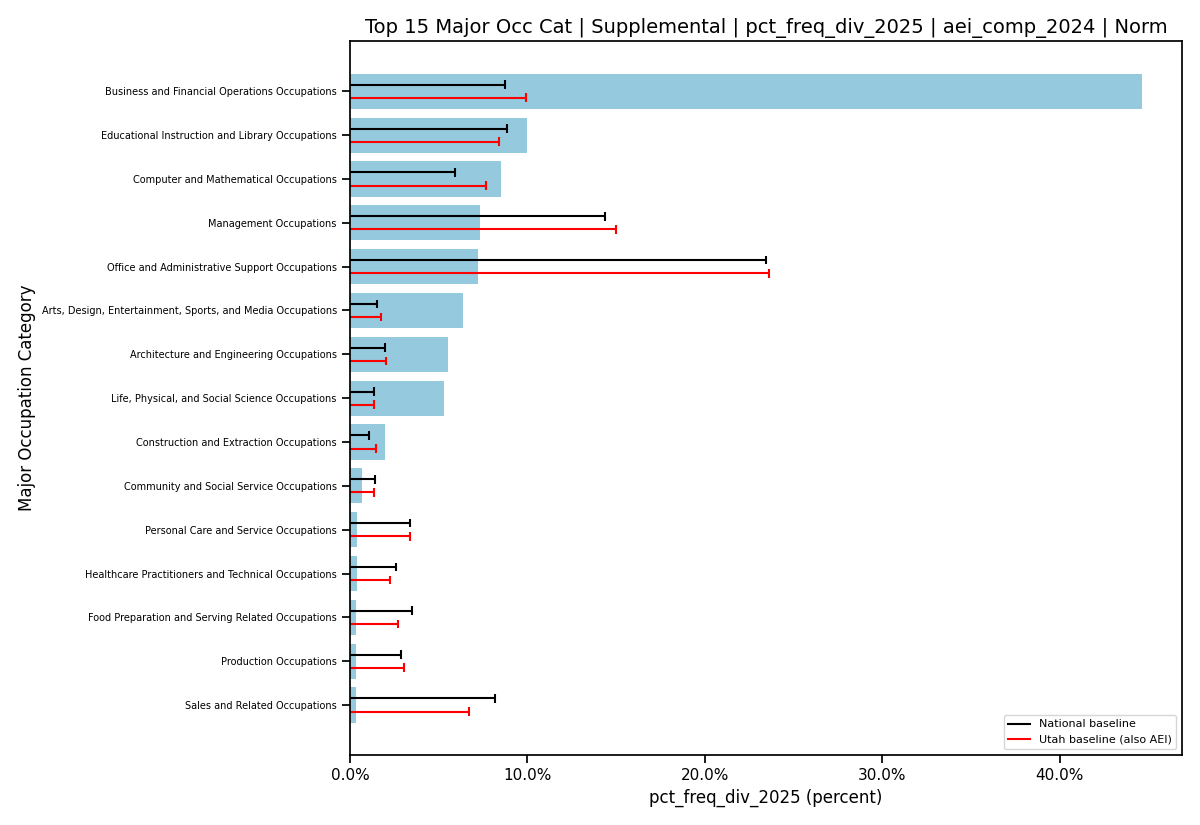 Top 15 Major Occ Cat | Supplemental | pct_freq_div_2025 | aei_comp_2024 | Norm
Major Occupation Category
Business and Financial Operations Occupations
Educational Instruction and Library Occupations
Computer and Mathematical Occupations
Management Occupations
Office and Administrative Support Occupations
Arts, Design, Entertainment, Sports, and Media Occupations
Architecture and Engineering Occupations
Life, Physical, and Social Science Occupations
Construction and Extraction Occupations
Community and Social Service Occupations
Personal Care and Service Occupations
Healthcare Practitioners and Technical Occupations
Food Preparation and Serving Related Occupations
Production Occupations
Sales and Related Occupations
National baseline
Utah baseline (also AEI)
0.0% 10.0% 20.0% 30.0% 40.0%
pct_freq_div_2025 (percent)